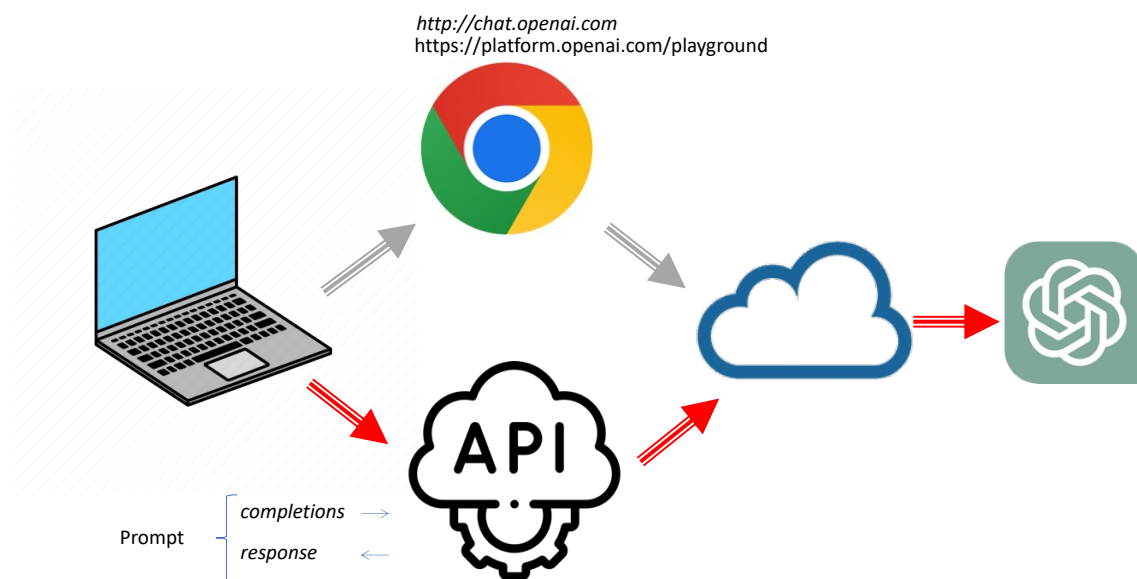 http://chat.openai.com
https://platform.openai.com/playground
API
completions
Prompt
response